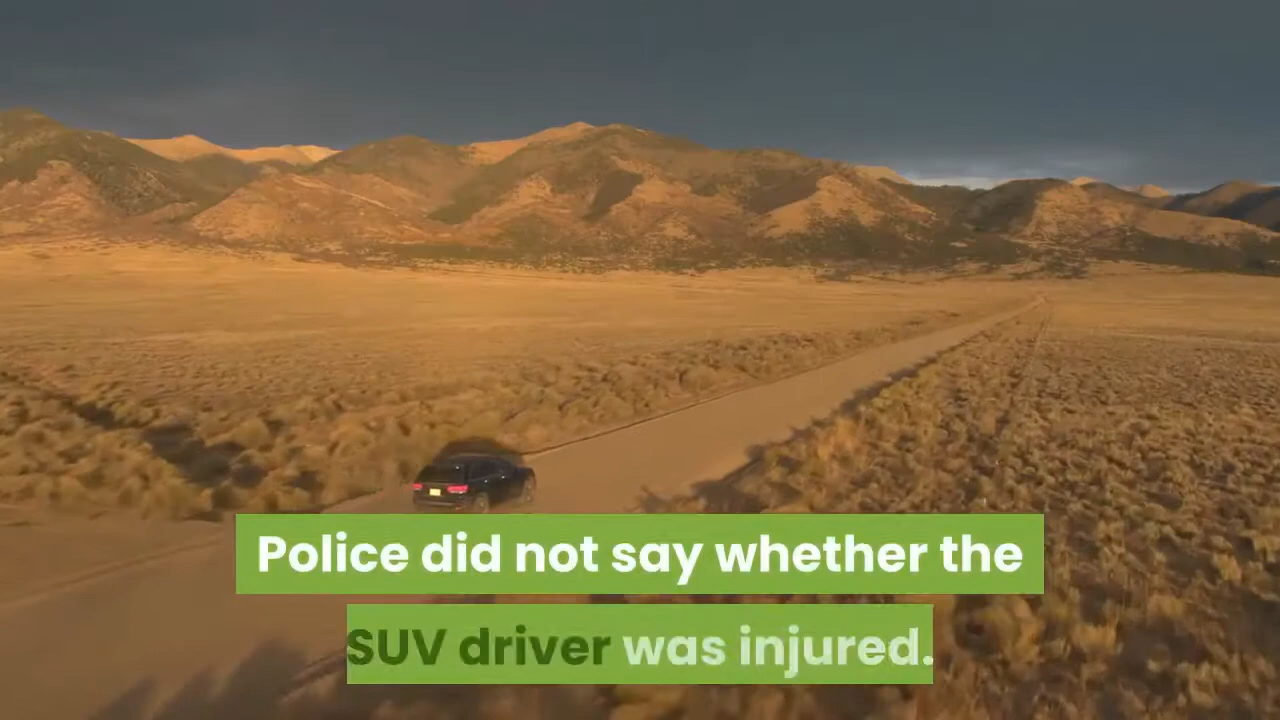 Police did not say whether the
SUV driver was injured.